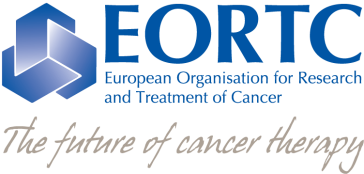 EORTC
European Organisation for Research
and Treatment of Cancer
The future of cancer therapy